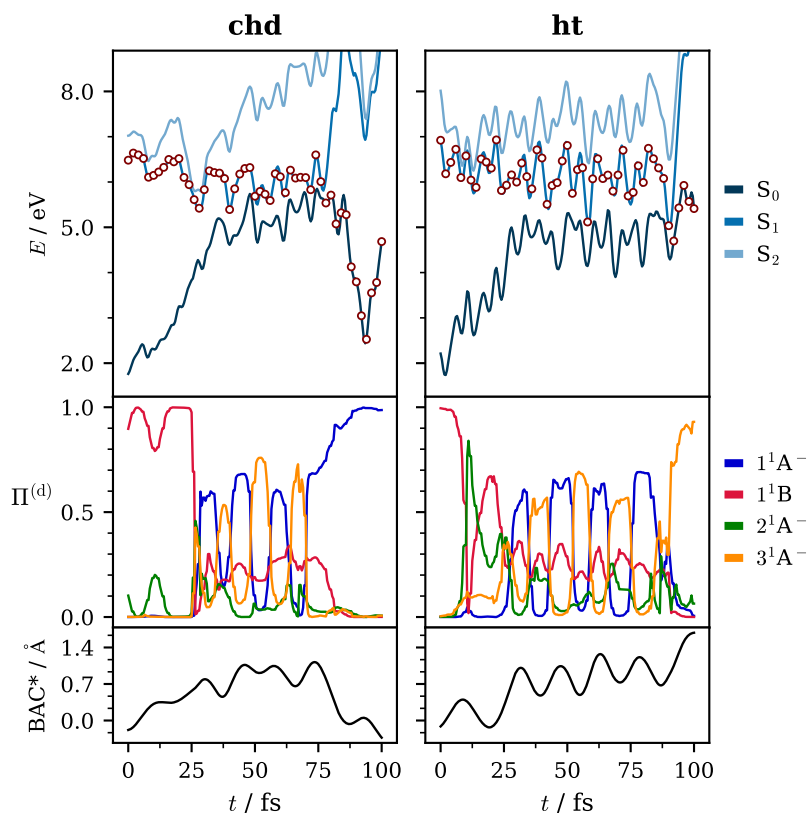 chd ht
8.0
5.0
2.0
E / eV
S₀
S₁
S₂
1.0
0.5
0.0
Π⁽ᵈ⁾
1¹A⁻
1¹B
2¹A⁻
3¹A⁻
1.4
0.7
0.0
BAC* / Å
0 25 50 75 100 0 25 50 75 100
t / fs t / fs